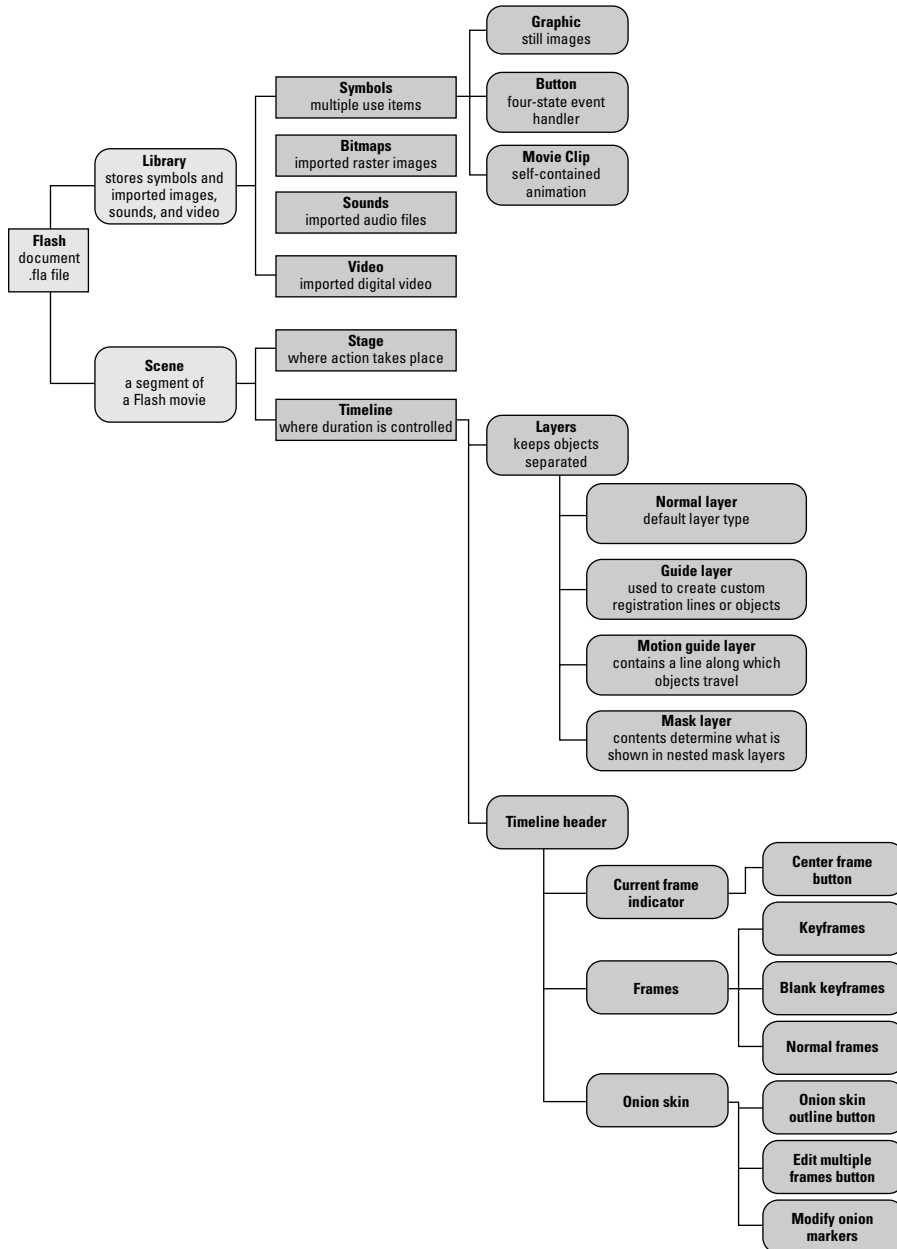 Graphic
still images
Symbols
multiple use items
Button
four-state event
handler
Bitmaps
imported raster images
Movie Clip
self-contained
animation
Library
stores symbols and
imported images,
sounds, and video
Sounds
imported audio files
Flash
document
.fla file
Video
imported digital video
Stage
where action takes place
Scene
a segment of
a Flash movie
Timeline
where duration is controlled
Layers
keeps objects
separated
Normal layer
default layer type
Guide layer
used to create custom
registration lines or objects
Motion guide layer
contains a line along which
objects travel
Mask layer
contents determine what is
shown in nested mask layers
Timeline header
Current frame
indicator
Center frame
button
Keyframes
Frames
Blank keyframes
Normal frames
Onion skin
Onion skin
outline button
Edit multiple
frames button
Modify onion
markers